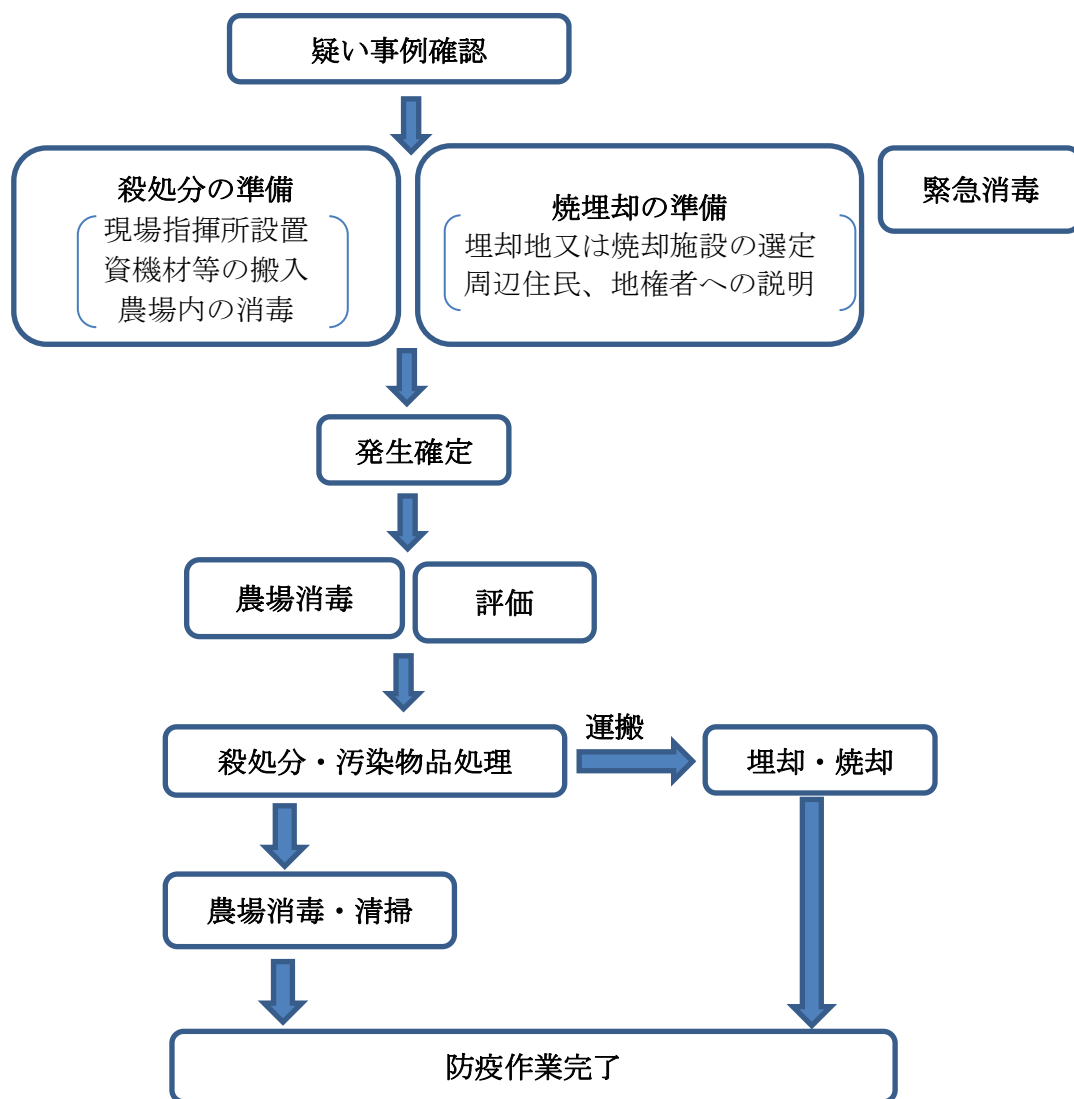 疑い事例確認
殺処分の準備
現場指揮所設置
資機材等の搬入
農場内の消毒
焼埋却の準備
埋却地又は焼却施設の選定
周辺住民、地権者への説明
緊急消毒
発生確定
農場消毒
評価
殺処分・汚染物品処理
運搬
埋却・焼却
農場消毒・清掃
防疫作業完了